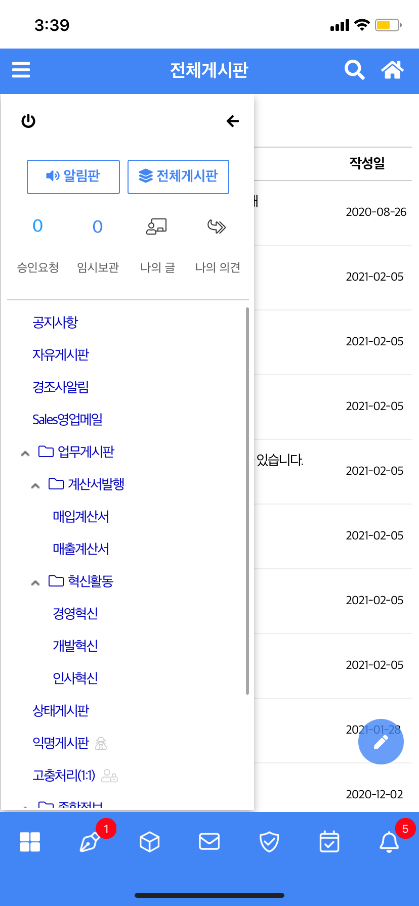 3:39
전체게시판
알림판
전체게시판
0
0
승인요청
임시보관
나의 글
나의 의견
공지사항
자유게시판
경조사알림
Sales영업메일
업무게시판
계산서발행
매입계산서
매출계산서
혁신활동
경영혁신
개발혁신
인사혁신
상태게시판
익명게시판
고충처리(1:1)
종합정보
작성일
2020-08-26
2021-02-05
2021-02-05
2021-02-05
있습니다.
2021-02-05
2021-02-05
2021-02-05
2021-02-05
2021-01-28
2020-12-02
1
5